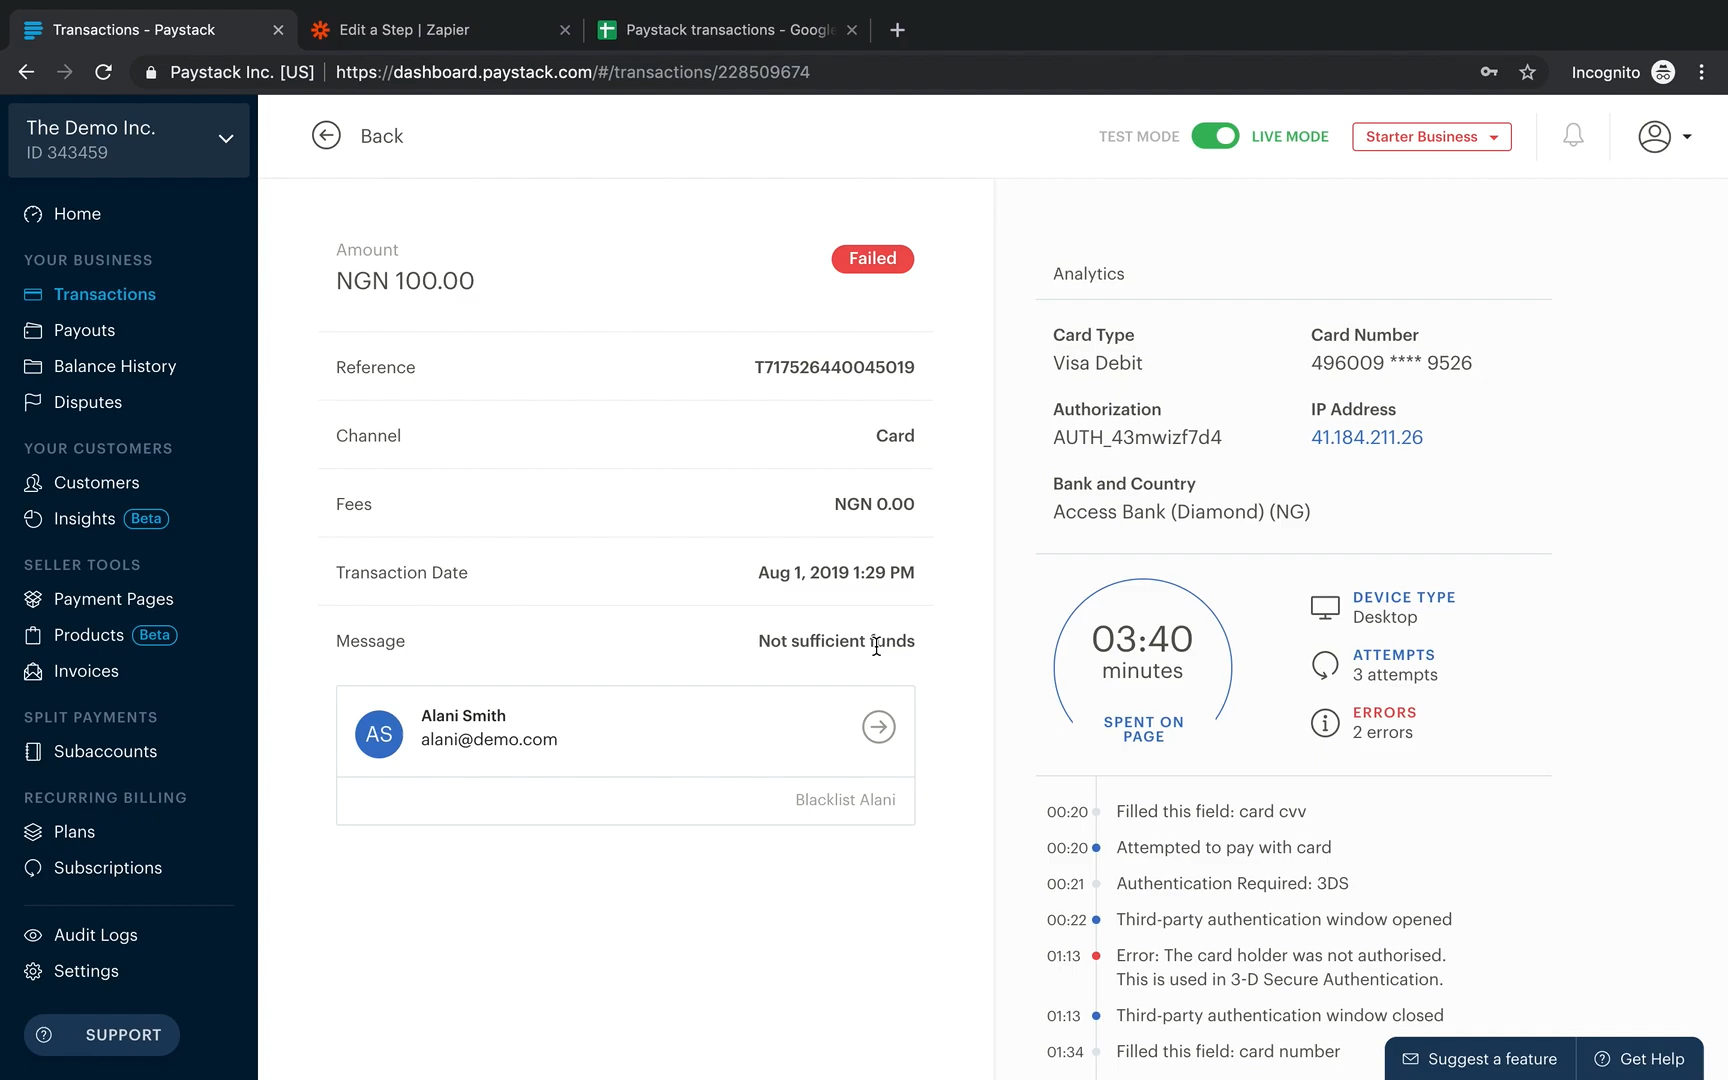 Transactions - Paystack
Edit a Step | Zapier
Paystack transactions - Google
Paystack Inc. [US]
https://dashboard.paystack.com/#/transactions/228509674
Incognito
The Demo Inc.
ID 343459
Home
YOUR BUSINESS
Transactions
Payouts
Balance History
Disputes
YOUR CUSTOMERS
Customers
Insights Beta
SELLER TOOLS
Payment Pages
Products Beta
Invoices
SPLIT PAYMENTS
Subaccounts
RECURRING BILLING
Plans
Subscriptions
Audit Logs
Settings
SUPPORT
Back
TEST MODE
LIVE MODE
Starter Business
Amount
NGN 100.00
Failed
Reference
T717526440045019
Channel
Card
Fees
NGN 0.00
Transaction Date
Aug 1, 2019 1:29 PM
Message
Not sufficient funds
AS
Alani Smith
alani@demo.com
Blacklist Alani
Analytics
Card Type
Visa Debit
Card Number
496009 **** 9526
Authorization
AUTH_43mwizf7d4
IP Address
41.184.211.26
Bank and Country
Access Bank (Diamond) (NG)
03:40
minutes
SPENT ON
PAGE
DEVICE TYPE
Desktop
ATTEMPTS
3 attempts
ERRORS
2 errors
00:20 Filled this field: card cvv
00:20 Attempted to pay with card
00:21 Authentication Required: 3DS
00:22 Third-party authentication window opened
01:13 Error: The card holder was not authorised.
This is used in 3-D Secure Authentication.
01:13 Third-party authentication window closed
01:34 Filled this field: card number
Suggest a feature
Get Help